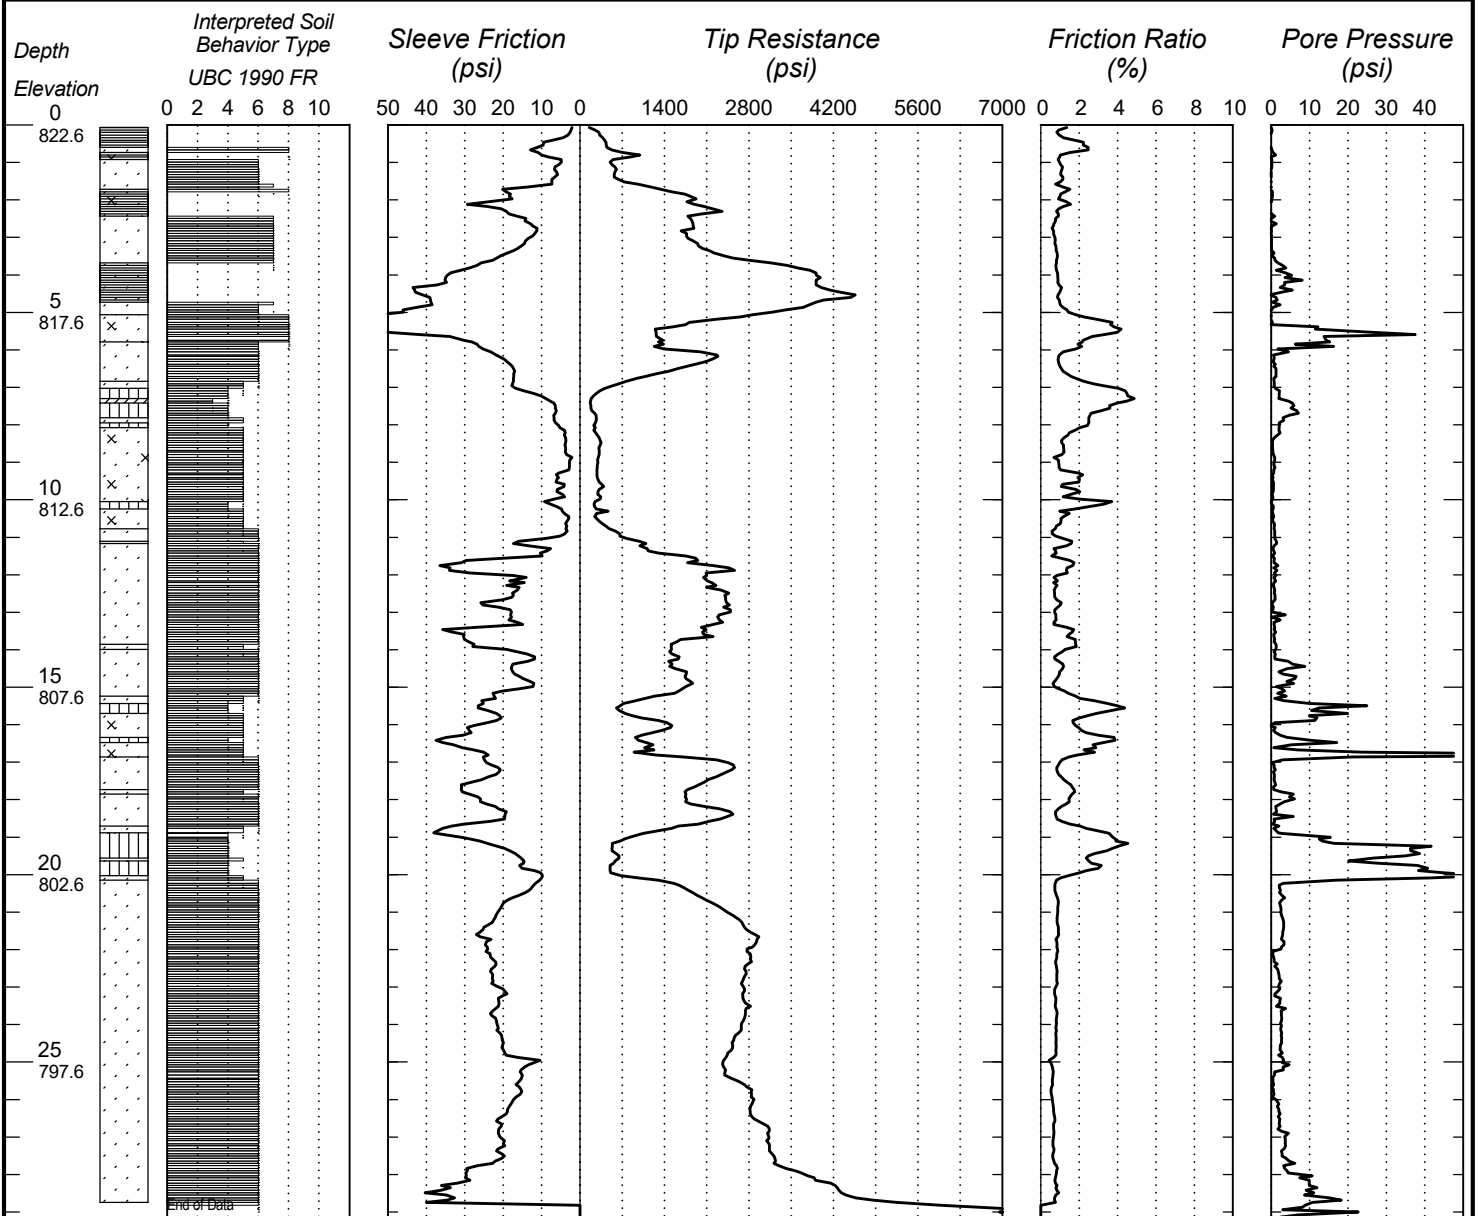 Depth
Elevation
Interpreted Soil
Behavior Type
UBC 1990 FR
Sleeve Friction
(psi)
Tip Resistance
(psi)
Friction Ratio
(%)
Pore Pressure
(psi)
0 2 4 6 8 10
50 40 30 20 10 0
1400 2800 4200 5600 7000
0 2 4 6 8 10
0 10 20 30 40
0
822.6
5
817.6
10
812.6
15
807.6
20
802.6
25
797.6
End of Data